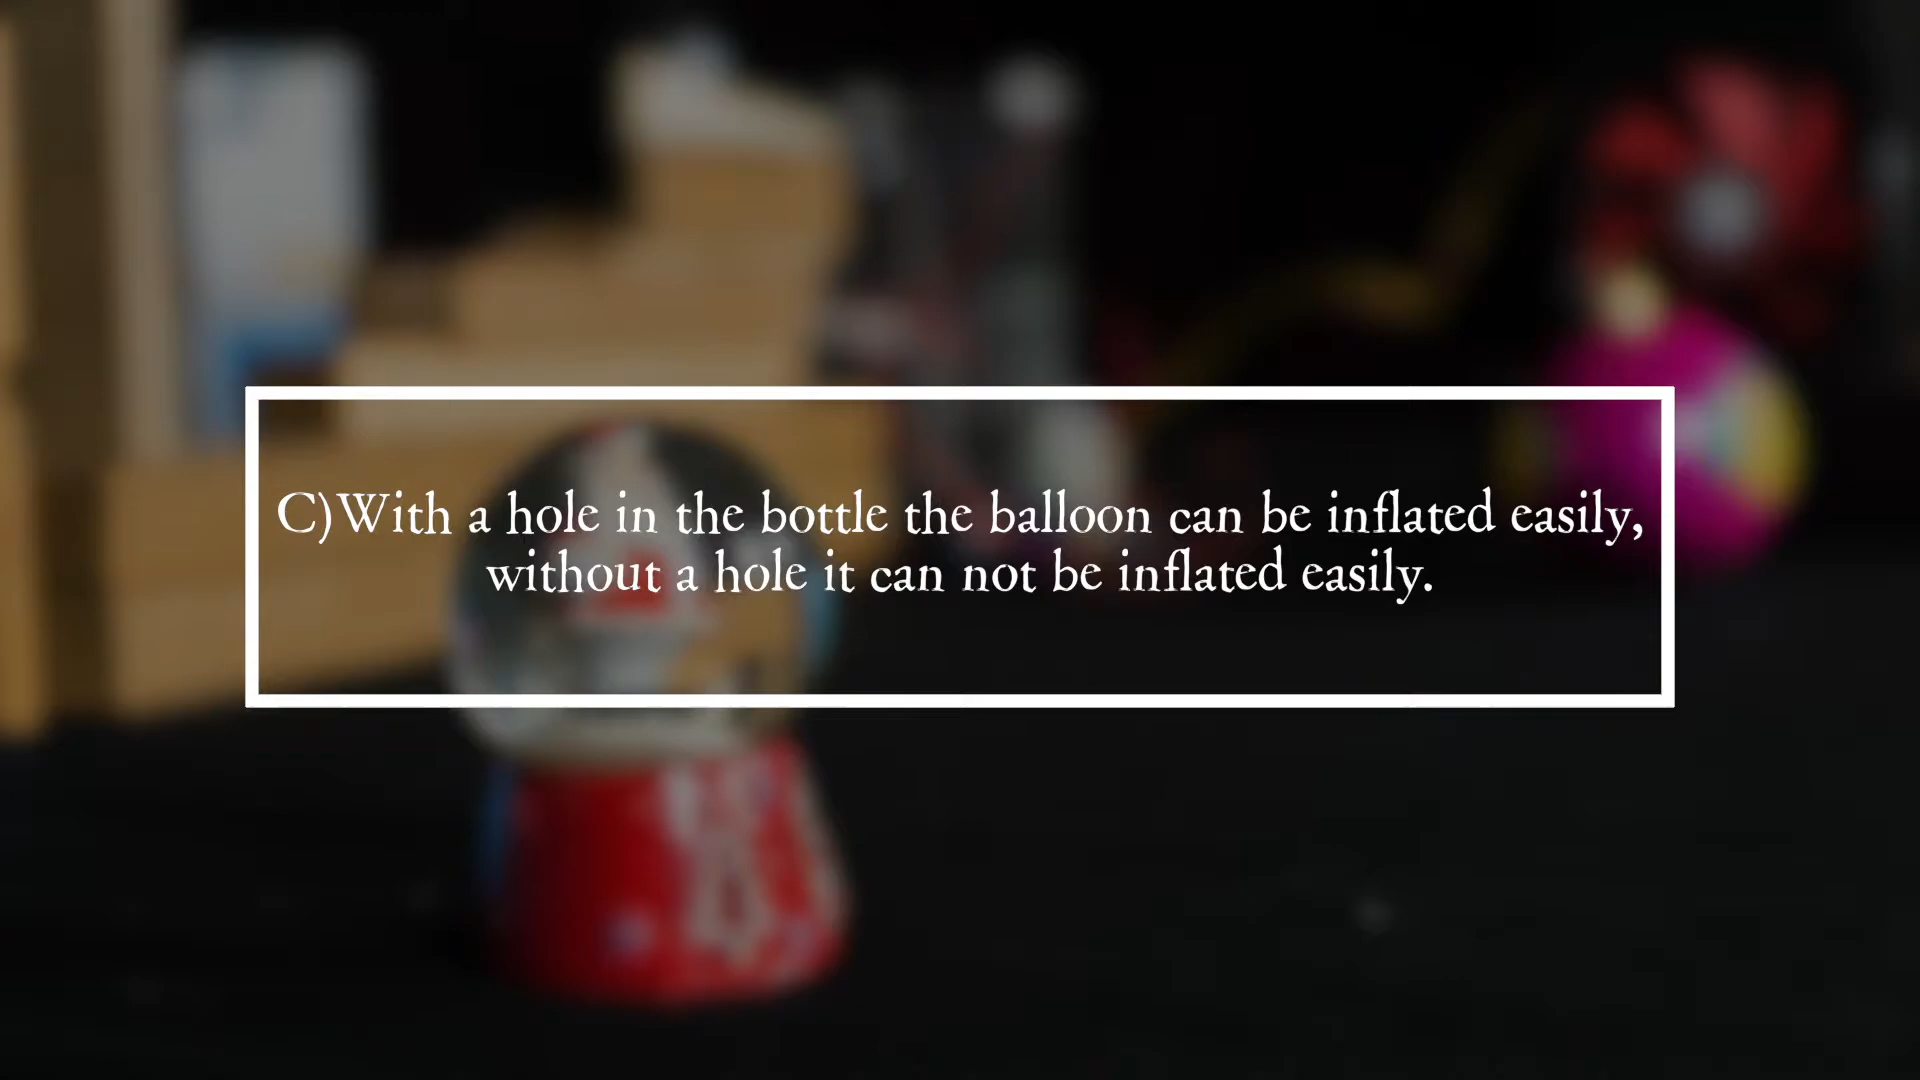 C)With a hole in the bottle the balloon can be inflated easily,
without a hole it can not be inflated easily.